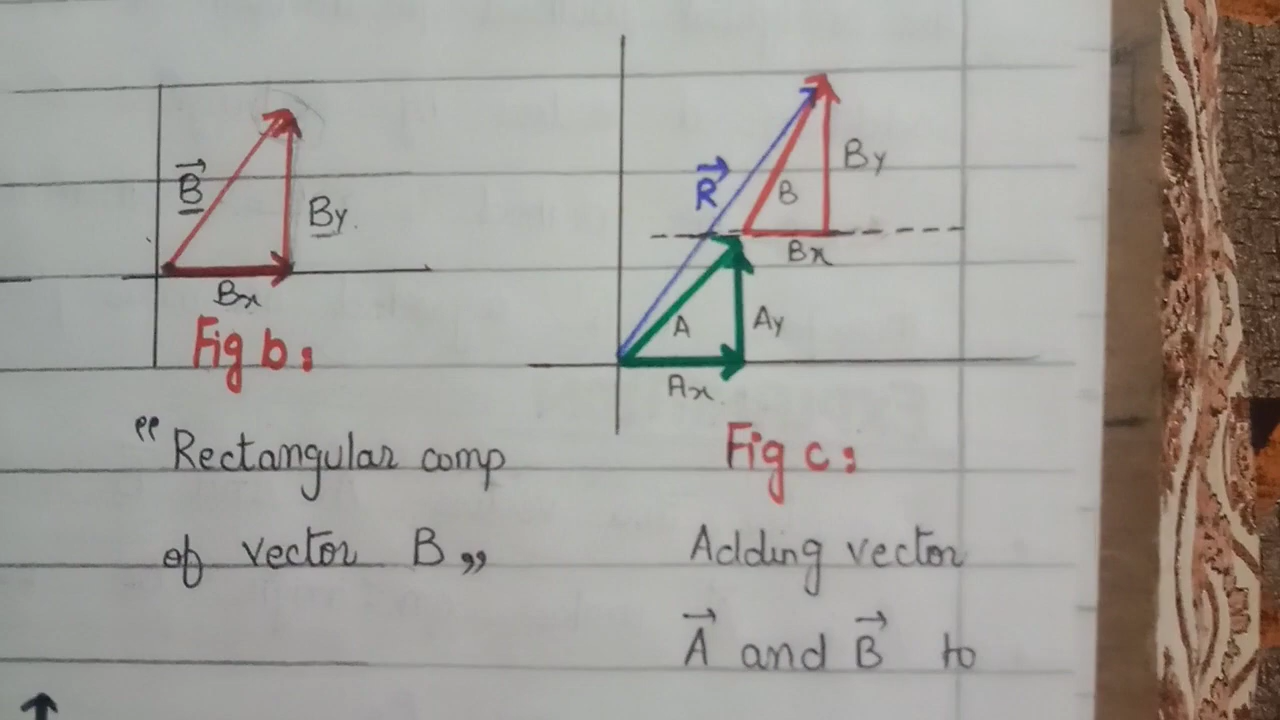 B By
R B By
Bx
Bx A Ay
Fig b:
Ax
Fig c:
"Rectangular comp
of vector B„
Adding vector
A and B to